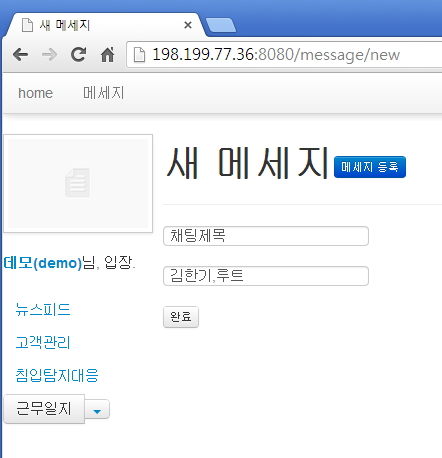 새 메세지
198.199.77.36:8080/message/new
home 메세지
새 메세지 메세지 등록
채팅제목
데모(demo)님, 입장.
김한기,루트
뉴스피드
완료
고객관리
침입탐지대응
근무일지